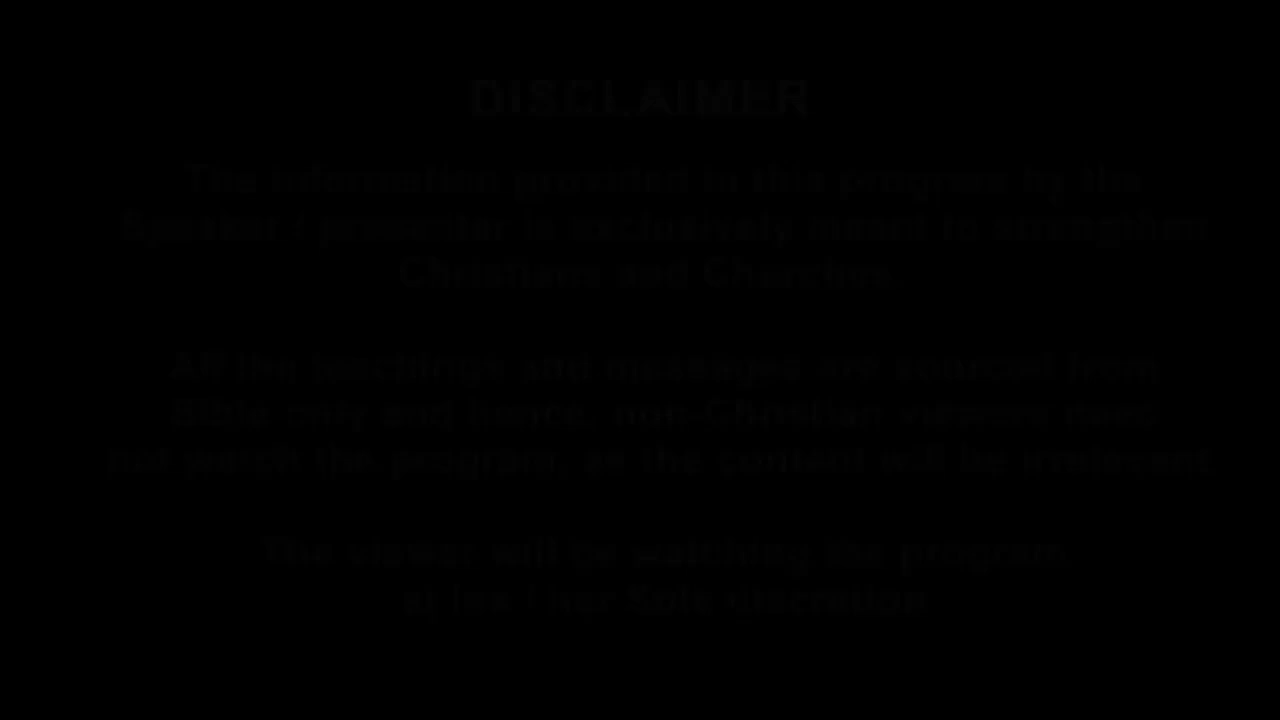 DISCLAIMER
The information provided in this program by the
Speaker / presenter is exclusively meant to strengthen
Christians and Churches.
All the teachings and messages are sourced from
Bible only and hence, non-Christian viewers need
not watch the program, as the content will be irrelevant.
The viewer will be watching the program
at his / her Sole discretion